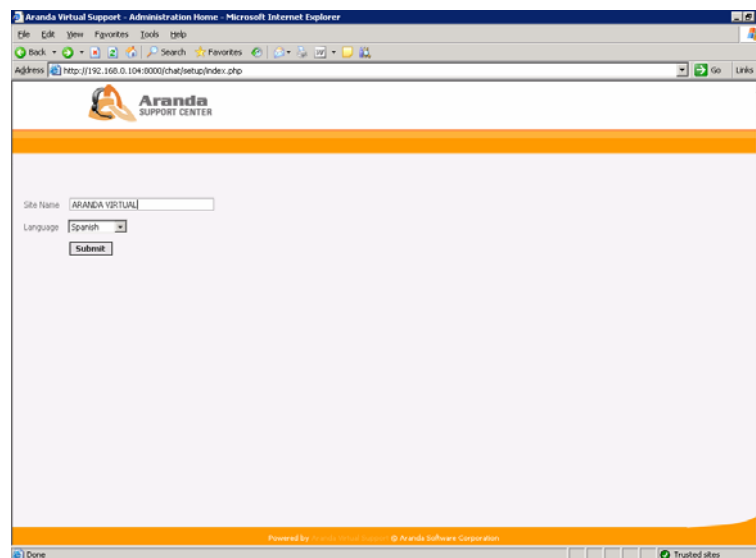 Aranda Virtual Support - Administration Home - Microsoft Internet Explorer
File Edit View Favorites Tools Help
Back Search Favorites
Address http://192.168.0.104:8000/chat/setup/index.php Go Links
Aranda
SUPPORT CENTER
Site Name ARANDA VIRTUAL
Language Spanish
Submit
Powered by Aranda Virtual Support © Aranda Software Corporation
Done Trusted sites